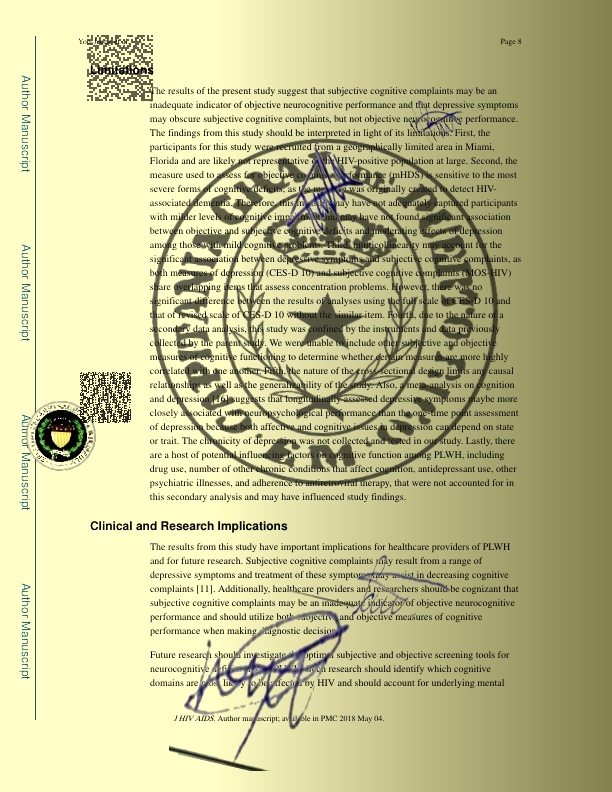 Page 8
Limitations
The results of the present study suggest that subjective cognitive complaints may be an
inadequate indicator of objective neurocognitive performance and that depressive symptoms
may obscure subjective cognitive complaints, but not objective neurocognitive performance.
The findings from this study should be interpreted in light of its limitations. First, the
participants for this study were recruited from a geographically limited area in Miami,
Florida and are likely not representative of the HIV-positive population at large. Second, the
measure used to assess for objective cognitive performance (mHDS) is sensitive to the most
severe forms of cognitive deficits, as the measure was originally created to detect HIV-
associated dementia. Therefore, this measure may have not adequately captured participants
with milder levels of cognitive impairment and may have not found significant association
between objective and subjective cognitive deficits and moderating effects of depression
among those with mild cognitive problems. Third, multicollinearity may account for the
significant association between depressive symptoms and subjective cognitive complaints, as
both measures of depression (CES-D 10) and subjective cognitive complaints (MOS-HIV)
share overlapping items that assess concentration problems. However, there was no
significant difference between the results of analyses using the full scale of CES-D 10 and
that of revised scale of CES-D 10 without the similar item. Fourth, due to the nature of a
secondary data analysis, this study was confined by the instruments and data previously
collected by the parent study. We were unable to include other subjective and objective
measures of cognitive functioning to determine whether certain measures are more highly
correlated with one another. Fifth, the nature of the cross-sectional design limits any causal
relationships as well as the generalizability of the study. Also, a meta-analysis on cognition
and depression [16] suggests that longitudinally-assessed depressive symptoms maybe more
closely associated with neuropsychological performance than the one-time point assessment
of depression because both affective and cognitive issues in depression can depend on state
or trait. The chronicity of depression was not collected and tested in our study. Lastly, there
are a host of potential influencing factors on cognitive function among PLWH, including
drug use, number of other chronic conditions that affect cognition, antidepressant use, other
psychiatric illnesses, and adherence to antiretroviral therapy, that were not accounted for in
this secondary analysis and may have influenced study findings.
Clinical and Research Implications
The results from this study have important implications for healthcare providers of PLWH
and for future research. Subjective cognitive complaints may result from a range of
depressive symptoms and treatment of these symptoms may assist in decreasing cognitive
complaints [11]. Additionally, healthcare providers and researchers should be cognizant that
subjective cognitive complaints may be an inadequate indicator of objective neurocognitive
performance and should utilize both subjective and objective measures of cognitive
performance when making diagnostic decisions.
Future research should investigate optimal subjective and objective screening tools for
neurocognitive research should identify which cognitive
domains are most likely to be affected by HIV and should account for underlying mental
J HIV AIDS. Author manuscript; available in PMC 2018 May 04.
Author Manuscript
Author Manuscript
Author Manuscript
Author Manuscript